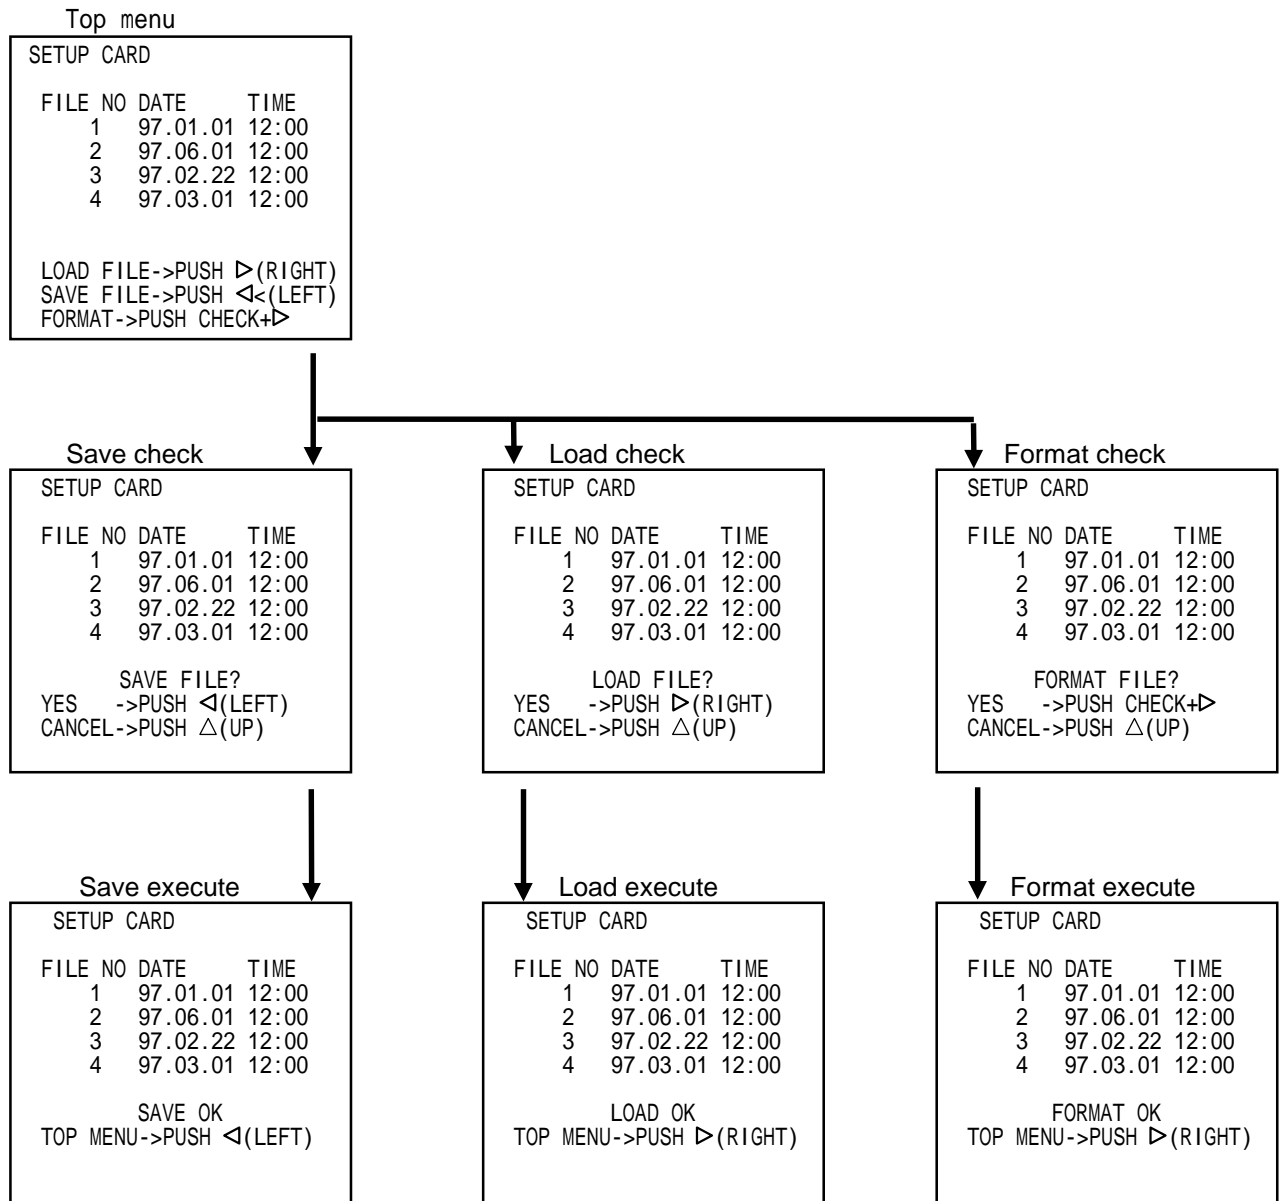 Top menu
SETUP CARD
FILE NO DATE TIME
1 97.01.01 12:00
2 97.06.01 12:00
3 97.02.22 12:00
4 97.03.01 12:00
LOAD FILE->PUSH ▷(RIGHT)
SAVE FILE->PUSH ◁<(LEFT)
FORMAT->PUSH CHECK+▷
Save check
SETUP CARD
FILE NO DATE TIME
1 97.01.01 12:00
2 97.06.01 12:00
3 97.02.22 12:00
4 97.03.01 12:00
SAVE FILE?
YES ->PUSH ◁(LEFT)
CANCEL->PUSH △(UP)
Load check
SETUP CARD
FILE NO DATE TIME
1 97.01.01 12:00
2 97.06.01 12:00
3 97.02.22 12:00
4 97.03.01 12:00
LOAD FILE?
YES ->PUSH ▷(RIGHT)
CANCEL->PUSH △(UP)
Format check
SETUP CARD
FILE NO DATE TIME
1 97.01.01 12:00
2 97.06.01 12:00
3 97.02.22 12:00
4 97.03.01 12:00
FORMAT FILE?
YES ->PUSH CHECK+▷
CANCEL->PUSH △(UP)
Save execute
SETUP CARD
FILE NO DATE TIME
1 97.01.01 12:00
2 97.06.01 12:00
3 97.02.22 12:00
4 97.03.01 12:00
SAVE OK
TOP MENU->PUSH ◁(LEFT)
Load execute
SETUP CARD
FILE NO DATE TIME
1 97.01.01 12:00
2 97.06.01 12:00
3 97.02.22 12:00
4 97.03.01 12:00
LOAD OK
TOP MENU->PUSH ▷(RIGHT)
Format execute
SETUP CARD
FILE NO DATE TIME
1 97.01.01 12:00
2 97.06.01 12:00
3 97.02.22 12:00
4 97.03.01 12:00
FORMAT OK
TOP MENU->PUSH ▷(RIGHT)